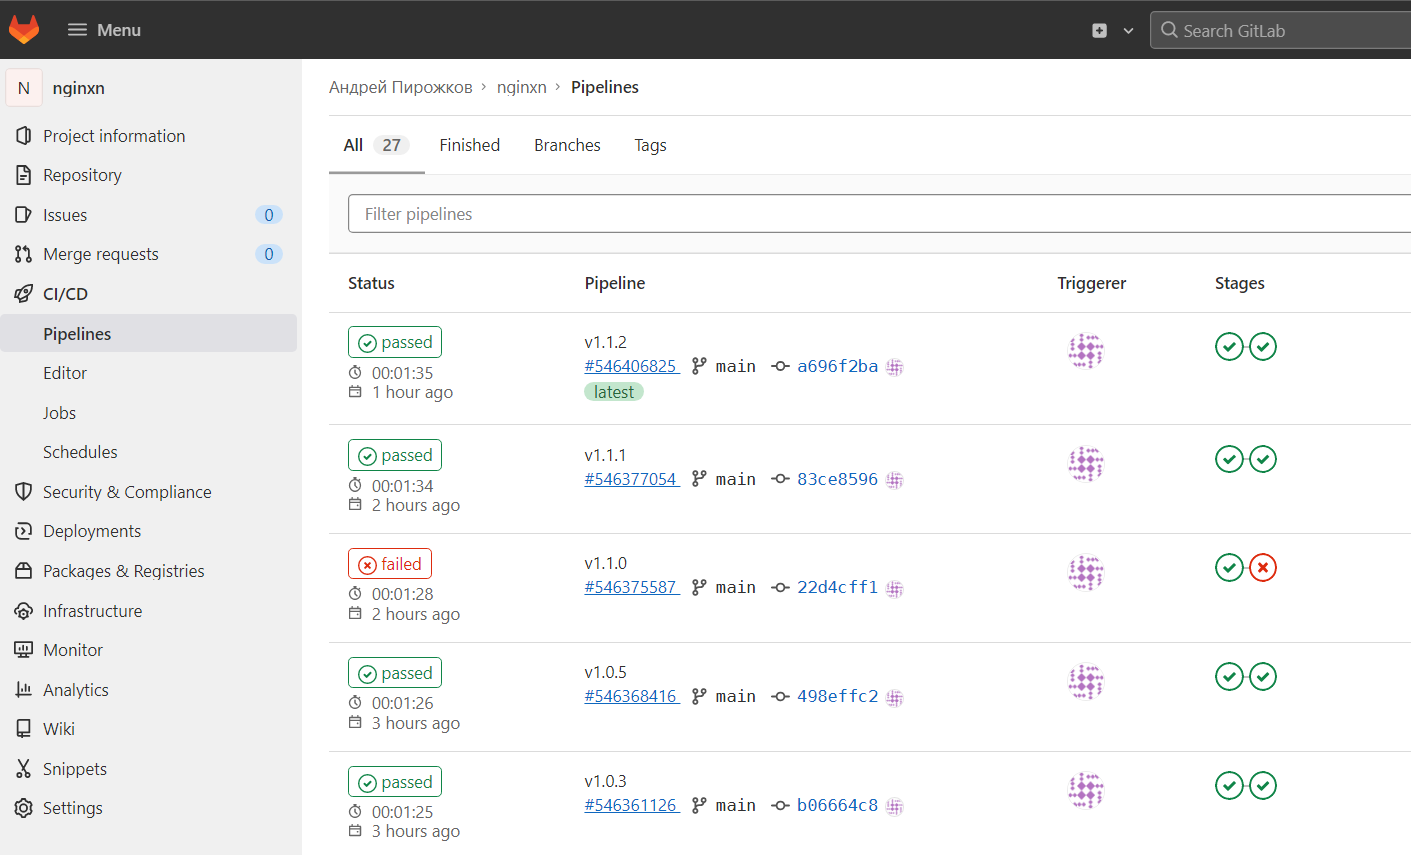 Menu
Search GitLab
N nginxn
Project information
Repository
Issues 0
Merge requests 0
CI/CD
Pipelines
Editor
Jobs
Schedules
Security & Compliance
Deployments
Packages & Registries
Infrastructure
Monitor
Analytics
Wiki
Snippets
Settings
Андрей Пирожков › nginxn › Pipelines
All 27 Finished Branches Tags
Filter pipelines
Status Pipeline Triggerer Stages
passed
00:01:35
1 hour ago
v1.1.2
#546406825 main a696f2ba
latest
passed
00:01:34
2 hours ago
v1.1.1
#546377054 main 83ce8596
failed
00:01:28
2 hours ago
v1.1.0
#546375587 main 22d4cff1
passed
00:01:26
3 hours ago
v1.0.5
#546368416 main 498effc2
passed
00:01:25
3 hours ago
v1.0.3
#546361126 main b06664c8